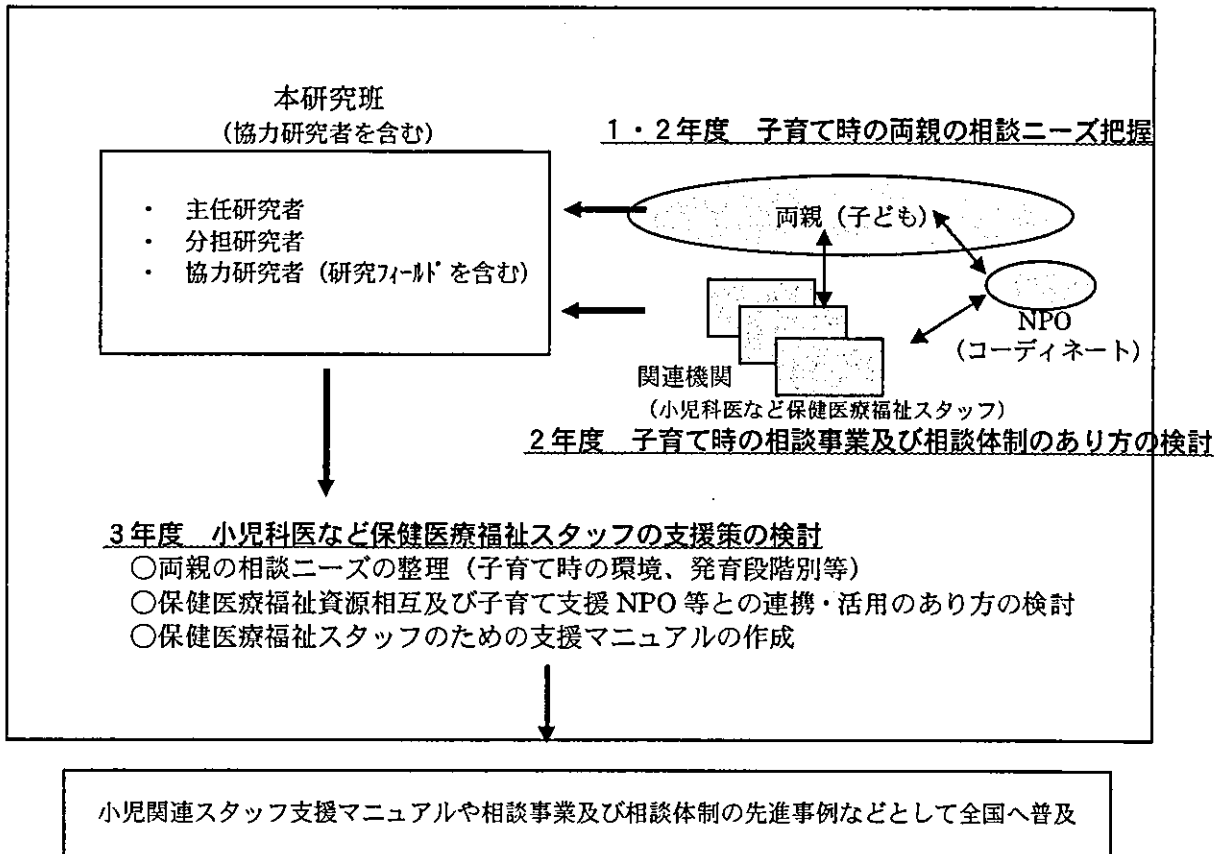 本研究班
(協力研究者を含む)
1・2年度 子育て時の両親の相談ニーズ把握
・ 主任研究者
・ 分担研究者
・ 協力研究者(研究フィールドを含む)
両親(子ども)
NPO
(コーディネート)
関連機関
(小児科医など保健医療福祉スタッフ)
2年度 子育て時の相談事業及び相談体制のあり方の検討
3年度 小児科医など保健医療福祉スタッフの支援策の検討
〇両親の相談ニーズの整理(子育て時の環境、発育段階別等)
〇保健医療福祉資源相互及び子育て支援 NPO 等との連携・活用のあり方の検討
〇保健医療福祉スタッフのための支援マニュアルの作成
小児関連スタッフ支援マニュアルや相談事業及び相談体制の先進事例などとして全国へ普及